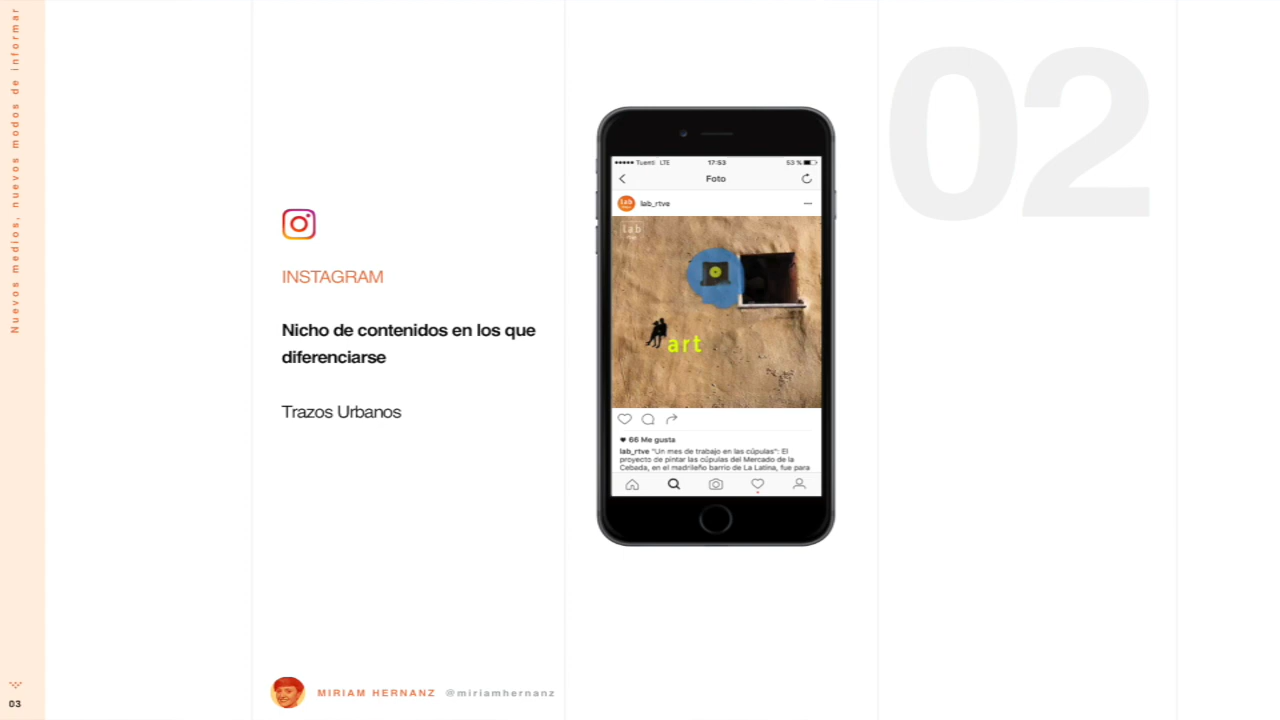 Nuevos medios, nuevos modos de informar
02
INSTAGRAM
Nicho de contenidos en los que
diferenciarse
Trazos Urbanos
Tuenti LTE
17:53
53 %
Foto
lab
lab_rtve
lab
art
66 Me gusta
lab_rtve "Un mes de trabajo en las cúpulas": El
proyecto de pintar las cúpulas del Mercado de la
Cebada, en el madrileño barrio de La Latina, fue para
MIRIAM HERNANZ @miriamhernanz
03